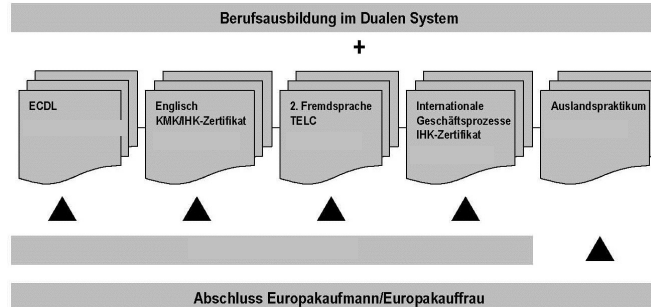 Berufsausbildung im Dualen System
+
ECDL
Englisch
KMK/IHK-Zertifikat
2. Fremdsprache
TELC
Internationale
Geschäftsprozesse
IHK-Zertifikat
Auslandspraktikum
Abschluss Europakaufmann/Europakauffrau